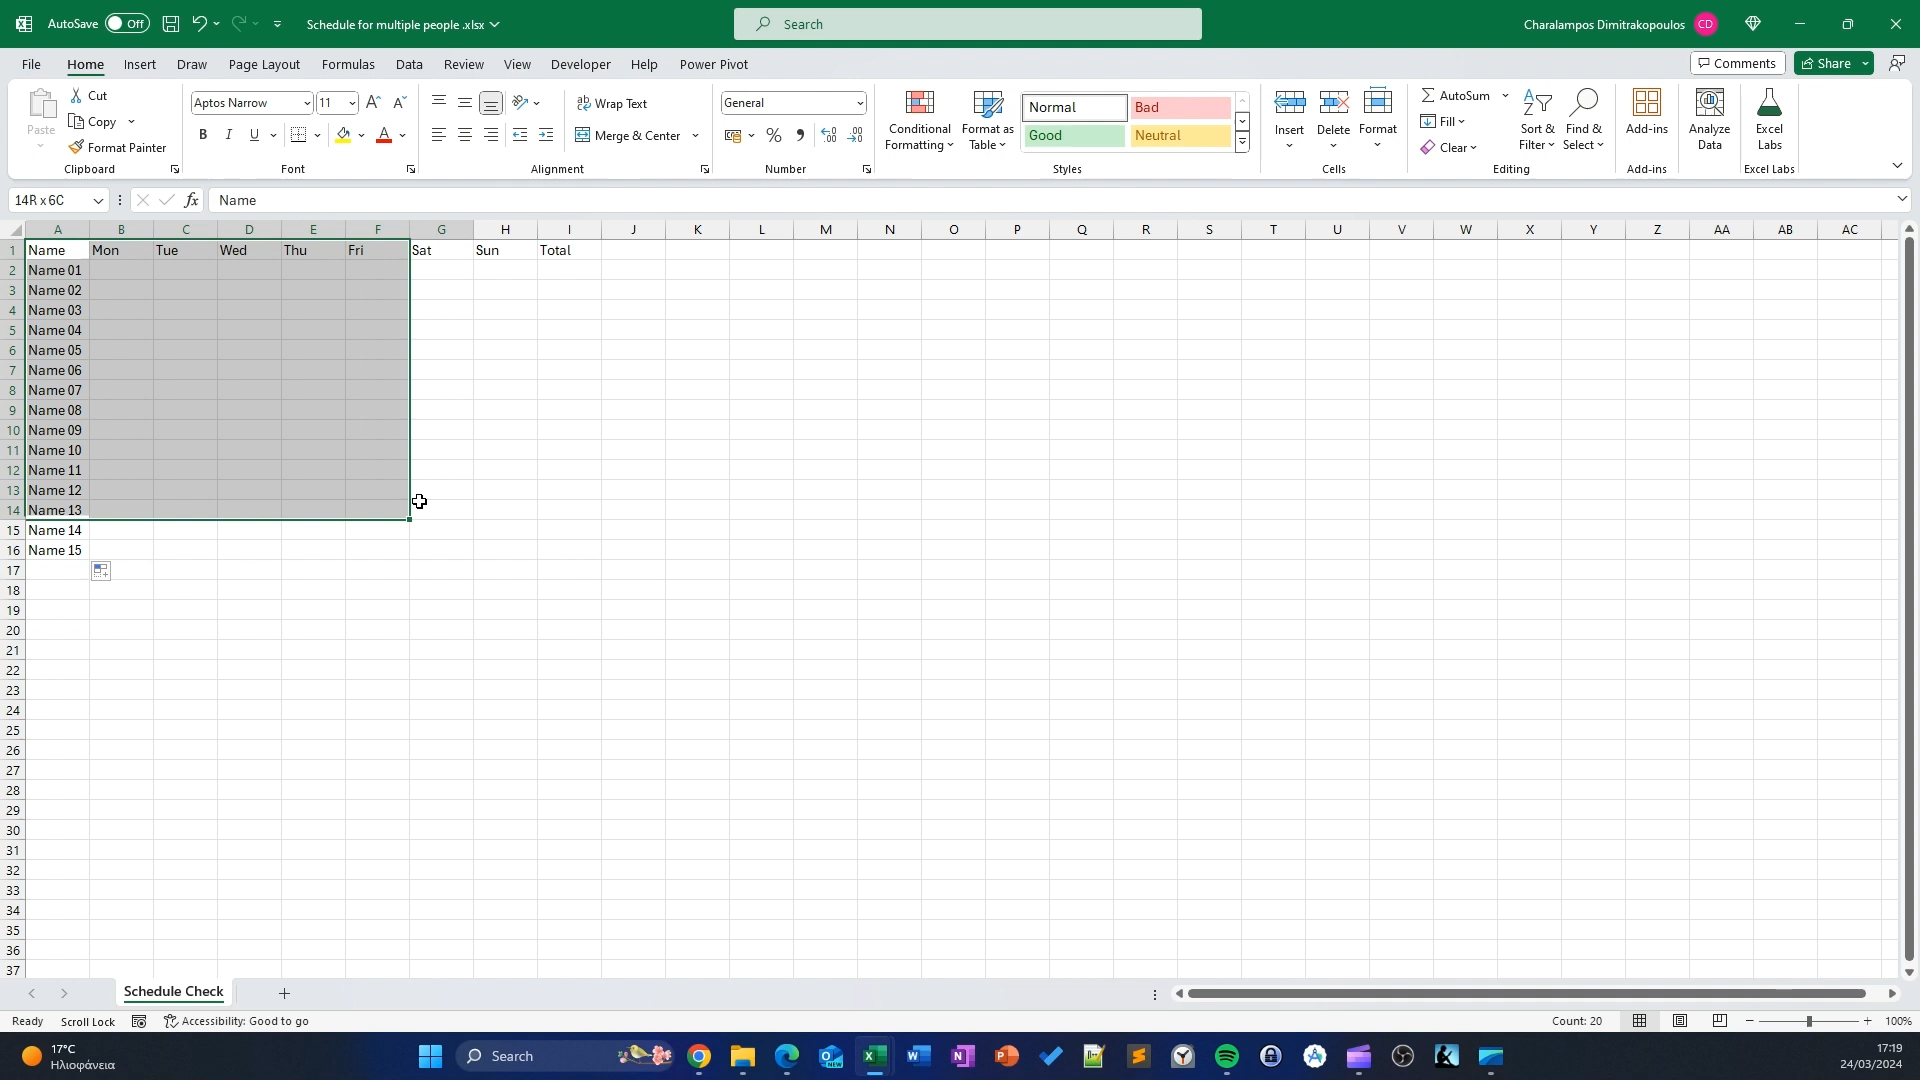 AutoSave Off Schedule for multiple people .xlsx Search Charalampos Dimitrakopoulos CD
File Home Insert Draw Page Layout Formulas Data Review View Developer Help Power Pivot Comments Share
Paste Cut Copy Format Painter Clipboard
Aptos Narrow 11 A A B I U A Font
ab Wrap Text Merge & Center Alignment
General % , Number
Conditional Formatting Format as Table Normal Bad Good Neutral Styles
Insert Delete Format Cells
AutoSum Fill Clear Sort & Filter Find & Select Editing
Add-ins Add-ins
Analyze Data
Excel Labs Excel Labs
14R x 6C fx Name
A B C D E F G H I J K L M N O P Q R S T U V W X Y Z AA AB AC
1 Name Mon Tue Wed Thu Fri Sat Sun Total
2 Name 01
3 Name 02
4 Name 03
5 Name 04
6 Name 05
7 Name 06
8 Name 07
9 Name 08
10 Name 09
11 Name 10
12 Name 11
13 Name 12
14 Name 13
15 Name 14
16 Name 15
17
18
19
20
21
22
23
24
25
26
27
28
29
30
31
32
33
34
35
36
37
Schedule Check
Ready Scroll Lock Accessibility: Good to go Count: 20 100%
17°C
Ηλιοφάνεια
Search
17:19
24/03/2024